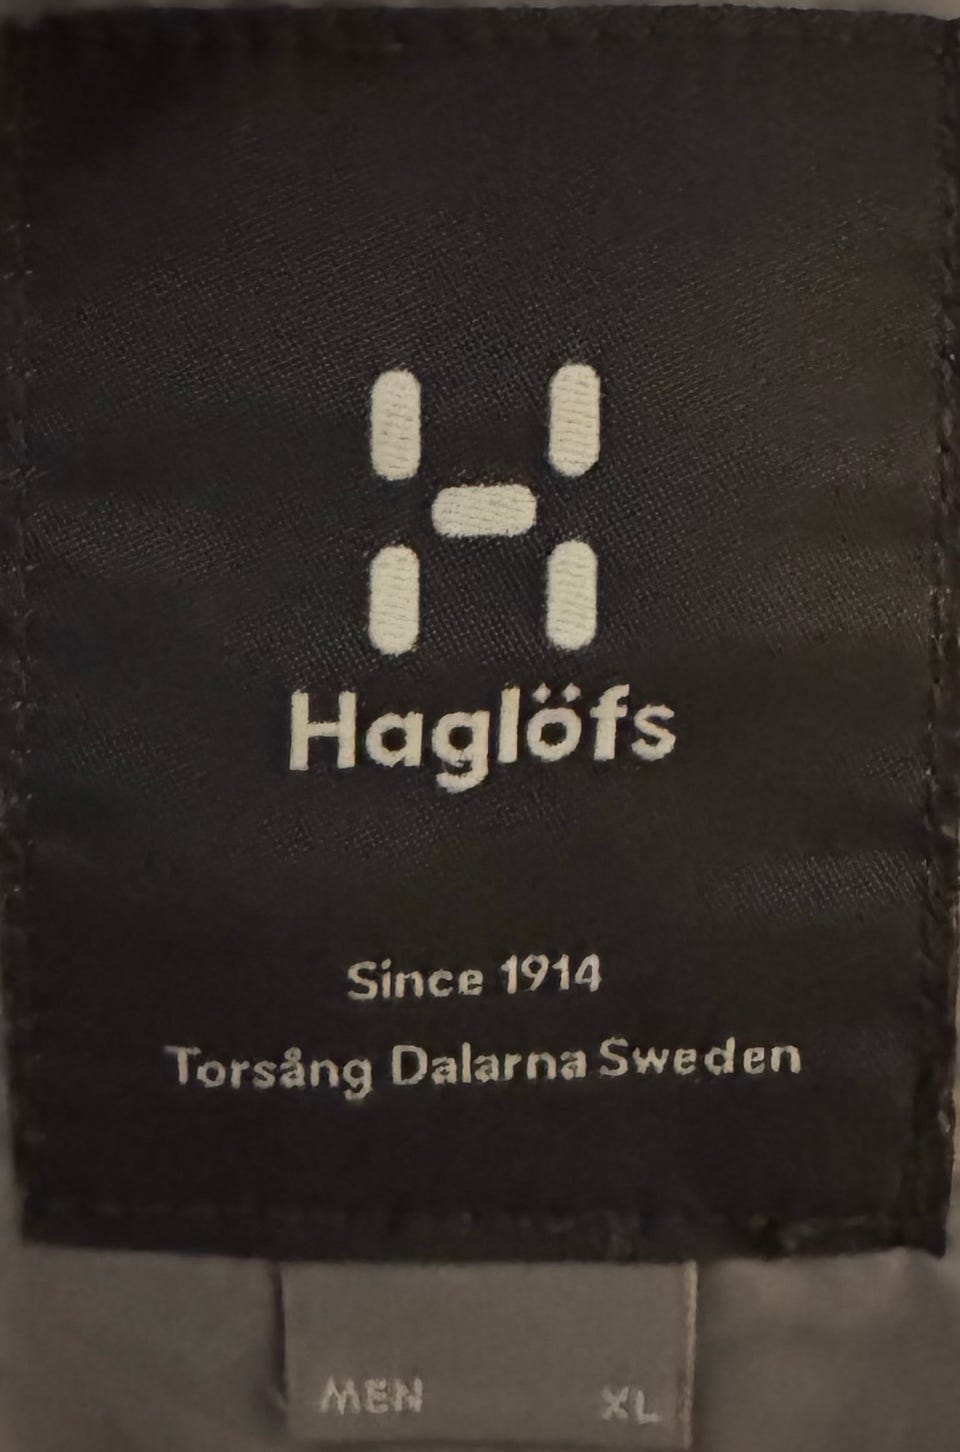 Haglöfs
Since 1914
Torsång Dalarna Sweden
MEN XL